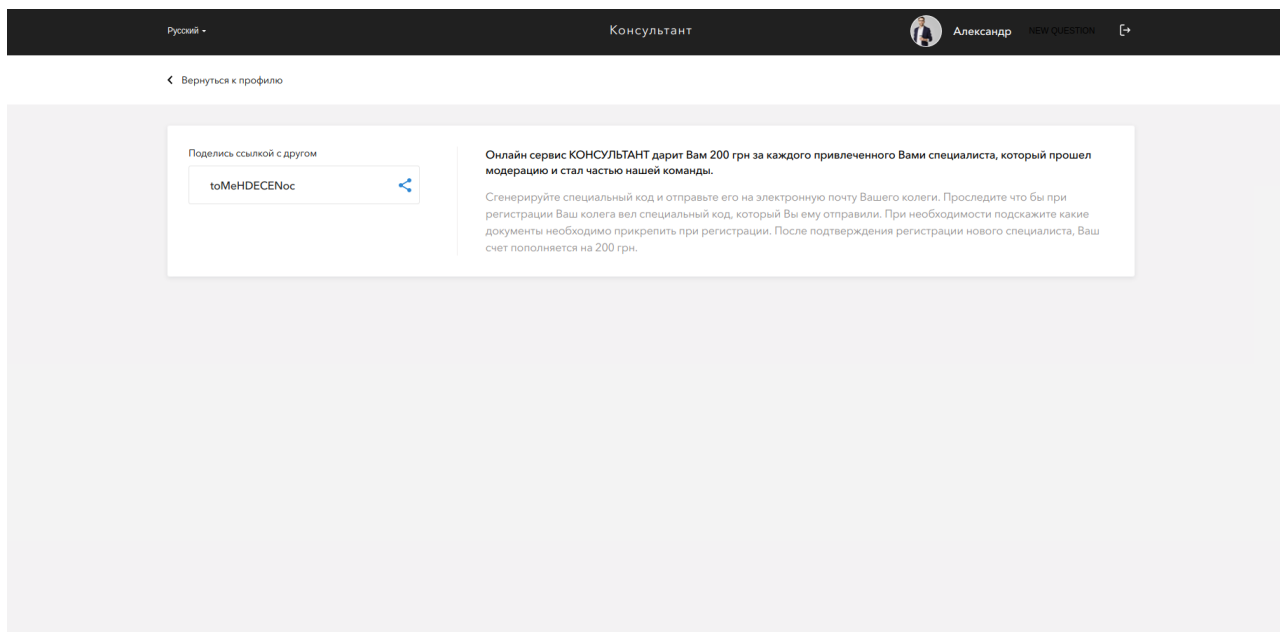 Русский
Консультант
Александр
NEW QUESTION
Вернуться к профилю
Поделись ссылкой с другом
toMeHDECENoc
Онлайн сервис КОНСУЛЬТАНТ дарит Вам 200 грн за каждого привлеченного Вами специалиста, который прошел
модерацию и стал частью нашей команды.
Сгенерируйте специальный код и отправьте его на электронную почту Вашего колеги. Проследите что бы при
регистрации Ваш колега вел специальный код, который Вы ему отправили. При необходимости подскажите какие
документы необходимо прикрепить при регистрации. После подтверждения регистрации нового специалиста, Ваш
счет пополняется на 200 грн.